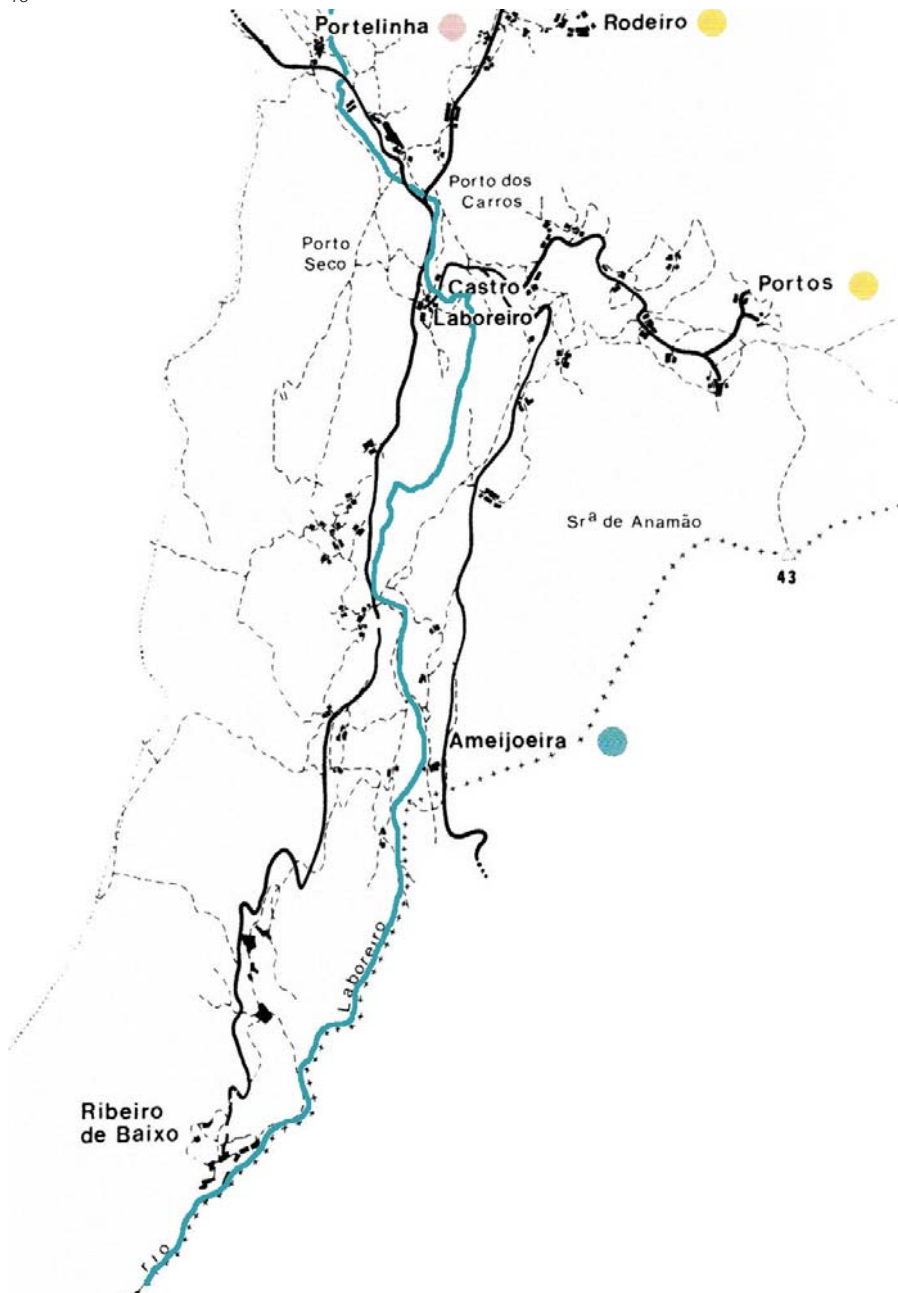 Portelinha
Rodeiro
Porto dos
Carros
Porto
Seco
Castro
Laboreiro
Portos
Srª de Anamão
43
Ameijoeira
Laboreiro
Ribeiro
de Baixo
rio